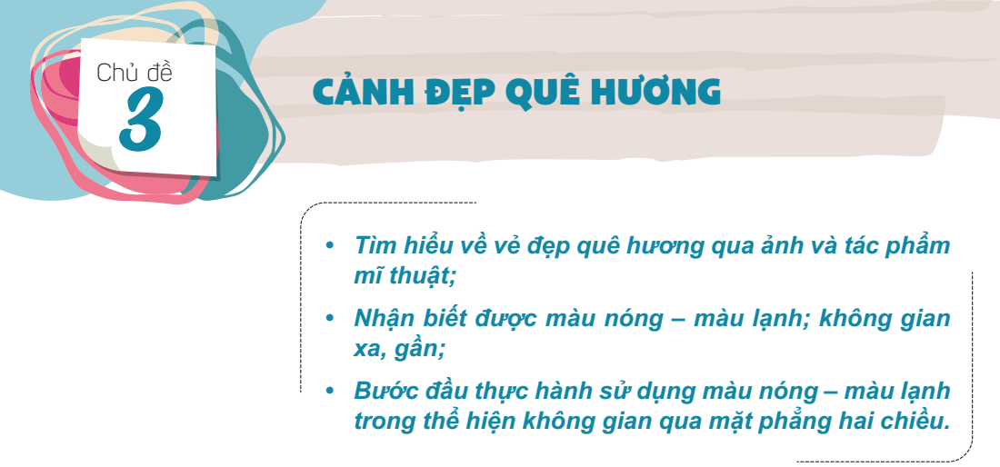 Chủ đề
3
CẢNH ĐẸP QUÊ HƯƠNG
• Tìm hiểu về vẻ đẹp quê hương qua ảnh và tác phẩm
mĩ thuật;
• Nhận biết được màu nóng – màu lạnh; không gian
xa, gần;
• Bước đầu thực hành sử dụng màu nóng – màu lạnh
trong thể hiện không gian qua mặt phẳng hai chiều.